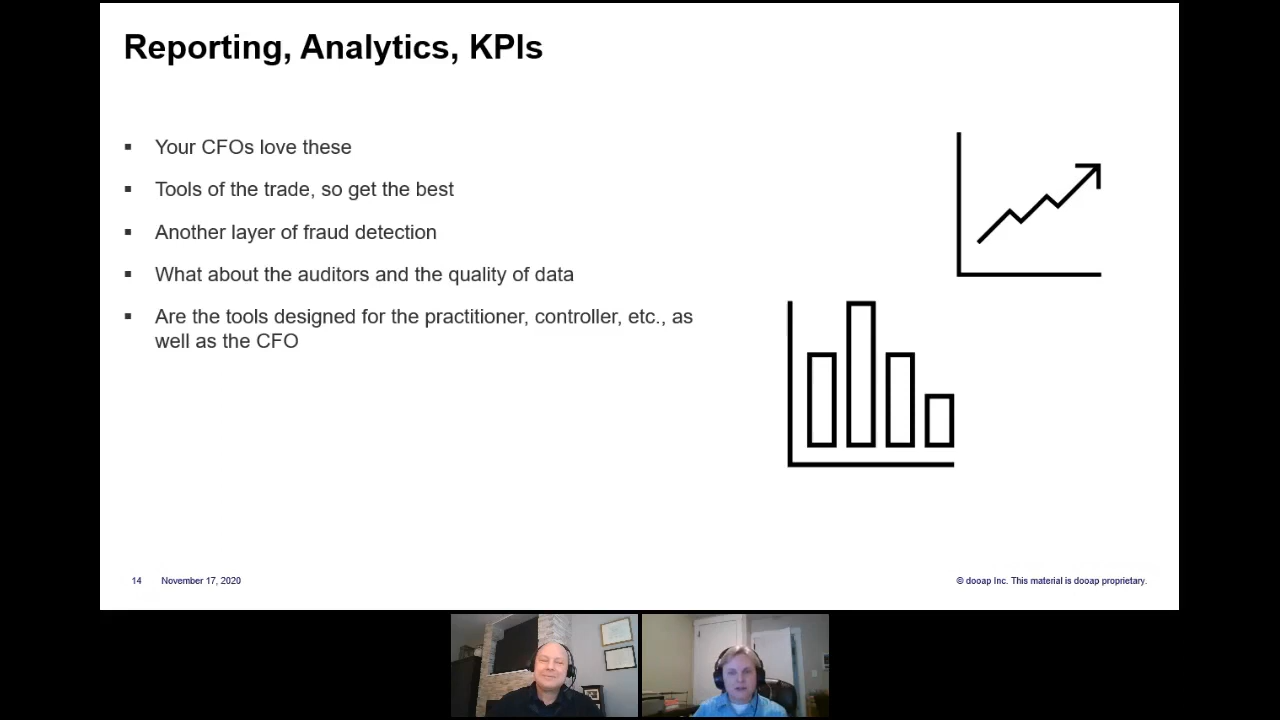 Reporting, Analytics, KPIs
▪ Your CFOs love these
▪ Tools of the trade, so get the best
▪ Another layer of fraud detection
▪ What about the auditors and the quality of data
▪ Are the tools designed for the practitioner, controller, etc., as
well as the CFO
14 November 17, 2020
© dooap Inc. This material is dooap proprietary.